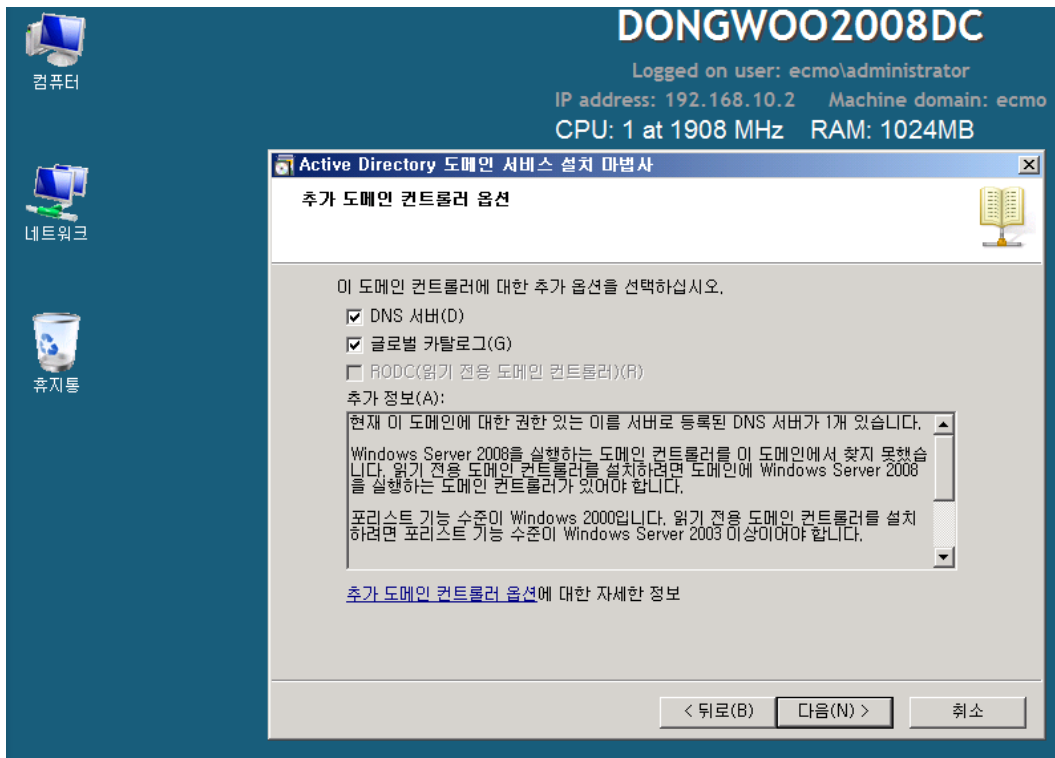 DONGWOO2008DC
Logged on user: ecmo\administrator
IP address: 192.168.10.2 Machine domain: ecmo
CPU: 1 at 1908 MHz RAM: 1024MB
컴퓨터
네트워크
휴지통
Active Directory 도메인 서비스 설치 마법사
추가 도메인 컨트롤러 옵션
이 도메인 컨트롤러에 대한 추가 옵션을 선택하십시오.
DNS 서버(D)
글로벌 카탈로그(G)
RODC(읽기 전용 도메인 컨트롤러)(R)
추가 정보(A):
현재 이 도메인에 대한 권한 있는 이름 서버로 등록된 DNS 서버가 1개 있습니다.
Windows Server 2008을 실행하는 도메인 컨트롤러를 이 도메인에서 찾지 못했습
니다. 읽기 전용 도메인 컨트롤러를 설치하려면 도메인에 Windows Server 2008
을 실행하는 도메인 컨트롤러가 있어야 합니다.
포리스트 기능 수준이 Windows 2000입니다. 읽기 전용 도메인 컨트롤러를 설치
하려면 포리스트 기능 수준이 Windows Server 2003 이상이어야 합니다.
추가 도메인 컨트롤러 옵션에 대한 자세한 정보
< 뒤로(B)
다음(N) >
취소